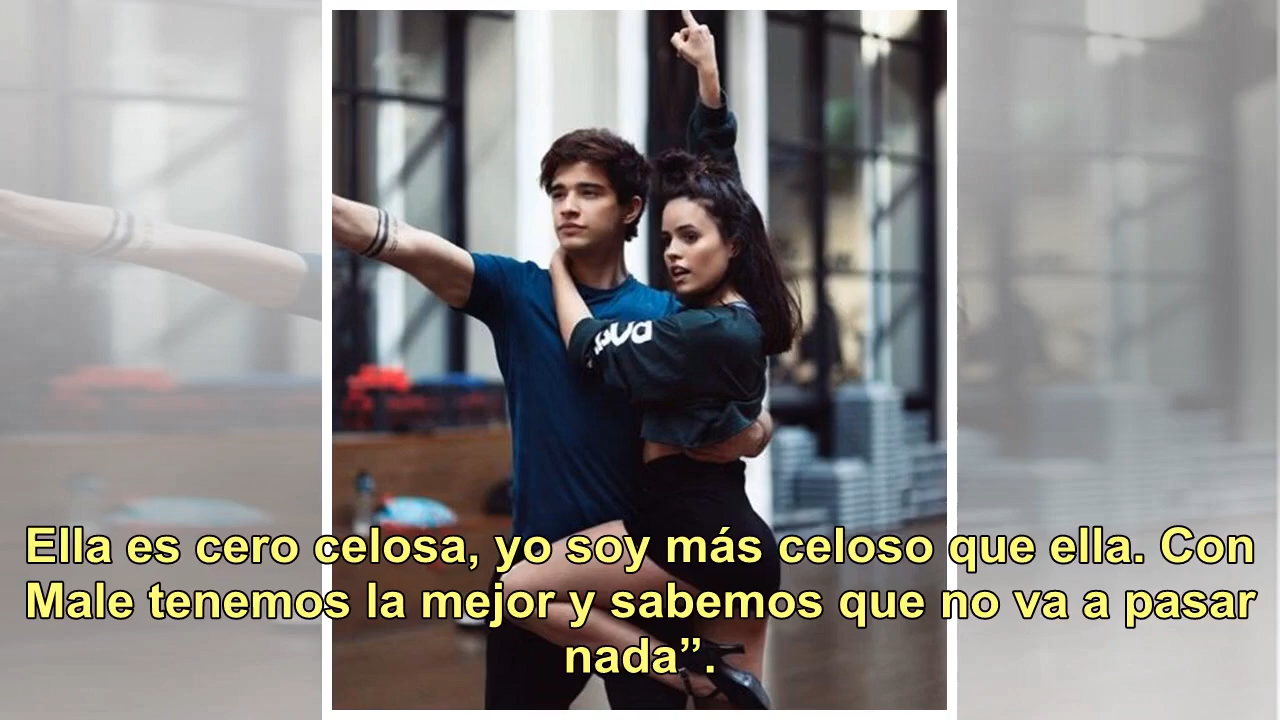 Ella es cero celosa, yo soy más celoso que ella. Con
Male tenemos la mejor y sabemos que no va a pasar
nada”.